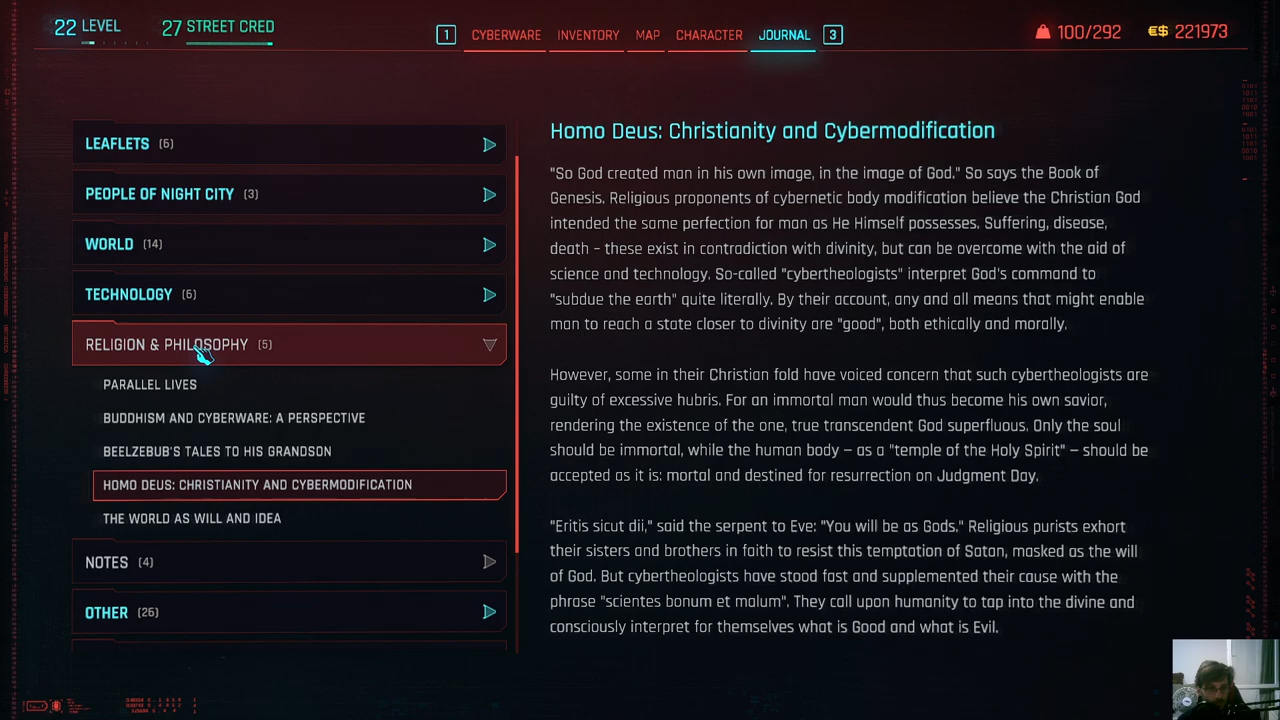 22 LEVEL
27 STREET CRED
1 CYBERWARE INVENTORY MAP CHARACTER JOURNAL 3
100/292
€$ 221973
LEAFLETS (6)
PEOPLE OF NIGHT CITY (3)
WORLD (14)
TECHNOLOGY (6)
RELIGION & PHILOSOPHY (5)
PARALLEL LIVES
BUDDHISM AND CYBERWARE: A PERSPECTIVE
BEELZEBUB'S TALES TO HIS GRANDSON
HOMO DEUS: CHRISTIANITY AND CYBERMODIFICATION
THE WORLD AS WILL AND IDEA
NOTES (4)
OTHER (26)
Homo Deus: Christianity and Cybermodification
"So God created man in his own image, in the image of God." So says the Book of
Genesis. Religious proponents of cybernetic body modification believe the Christian God
intended the same perfection for man as He Himself possesses. Suffering, disease,
death – these exist in contradiction with divinity, but can be overcome with the aid of
science and technology. So-called "cybertheologists" interpret God's command to
"subdue the earth" quite literally. By their account, any and all means that might enable
man to reach a state closer to divinity are "good", both ethically and morally.
However, some in their Christian fold have voiced concern that such cybertheologists are
guilty of excessive hubris. For an immortal man would thus become his own savior,
rendering the existence of the one, true transcendent God superfluous. Only the soul
should be immortal, while the human body – as a "temple of the Holy Spirit" – should be
accepted as it is: mortal and destined for resurrection on Judgment Day.
"Eritis sicut dii," said the serpent to Eve: "You will be as Gods." Religious purists exhort
their sisters and brothers in faith to resist this temptation of Satan, masked as the will
of God. But cybertheologists have stood fast and supplemented their cause with the
phrase "scientes bonum et malum". They call upon humanity to tap into the divine and
consciously interpret for themselves what is Good and what is Evil.